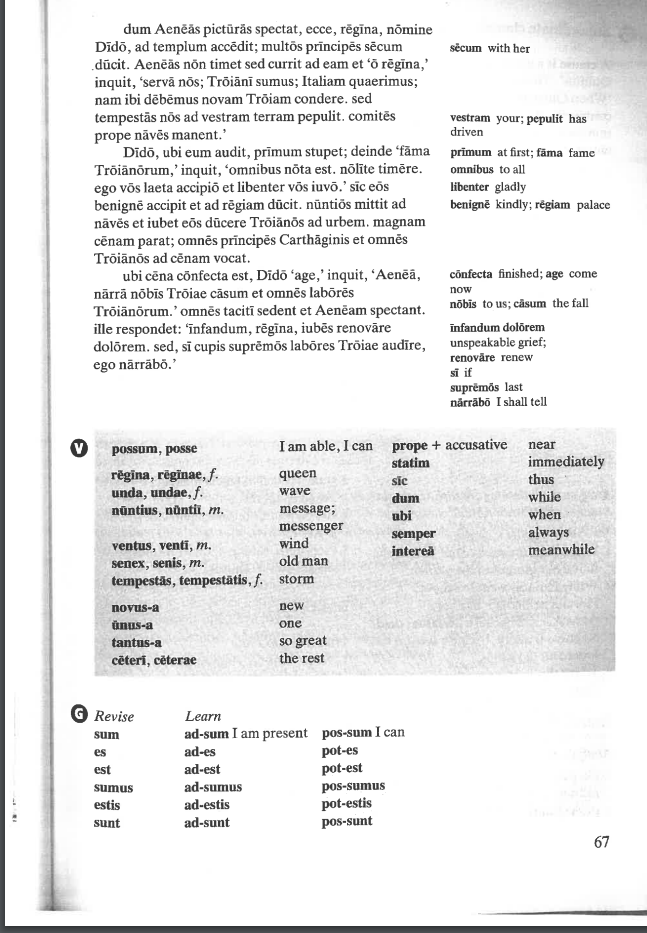 dum Aenēās pictūrās spectat, ecce, rēgīna, nōmine
Dīdō, ad templum accēdit; multōs prīncipēs sēcum
dūcit. Aenēās nōn timet sed currit ad eam et ‘ō rēgīna,’
inquit, ‘servā nōs; Trōiānī sumus; Italiam quaerimus;
nam ibi dēbēmus novam Trōiam condere. sed
tempestās nōs ad vestram terram pepulit. comitēs
prope nāvēs manent.’
Dīdō, ubi eum audit, prīmum stupet; deinde ‘fāma
Trōiānōrum,’ inquit, ‘omnibus nōta est. nōlīte timēre.
ego vōs laeta accipiō et libenter vōs iuvō.’ sīc eōs
benignē accipit et ad rēgiam dūcit. nūntiōs mittit ad
nāvēs et iubet eōs dūcere Trōiānōs ad urbem. magnam
cēnam parat; omnēs prīncipēs Carthāginis et omnēs
Trōiānōs ad cēnam vocat.
ubi cēna cōnfecta est, Dīdō ‘age,’ inquit, ‘Aenēā,
nārrā nōbīs Trōiae cāsum et omnēs labōrēs
Trōiānōrum.’ omnēs tacitī sedent et Aenēam spectant.
ille respondet: ‘īnfandum, rēgīna, iubēs renovāre
dolōrem. sed, sī cupis suprēmōs labōres Trōiae audīre,
ego nārrābō.’
sēcum with her
vestram your; pepulit has
driven
prīmum at first; fāma fame
omnibus to all
libenter gladly
benignē kindly; rēgiam palace
cōnfecta finished; age come
now
nōbīs to us; cāsum the fall
īnfandum dolōrem
unspeakable grief;
renovāre renew
sī if
suprēmōs last
nārrābō I shall tell
V
possum, posse I am able, I can
rēgīna, rēgīnae, f. queen
unda, undae, f. wave
nūntius, nūntiī, m. message;
messenger
ventus, ventī, m. wind
senex, senis, m. old man
tempestās, tempestātis, f. storm
novus-a new
ūnus-a one
tantus-a so great
cēterī, cēterae the rest
prope + accusative near
statim immediately
sīc thus
dum while
ubi when
semper always
intereā meanwhile
G Revise Learn
sum ad-sum I am present pos-sum I can
es ad-es pot-es
est ad-est pot-est
sumus ad-sumus pos-sumus
estis ad-estis pot-estis
sunt ad-sunt pos-sunt
67